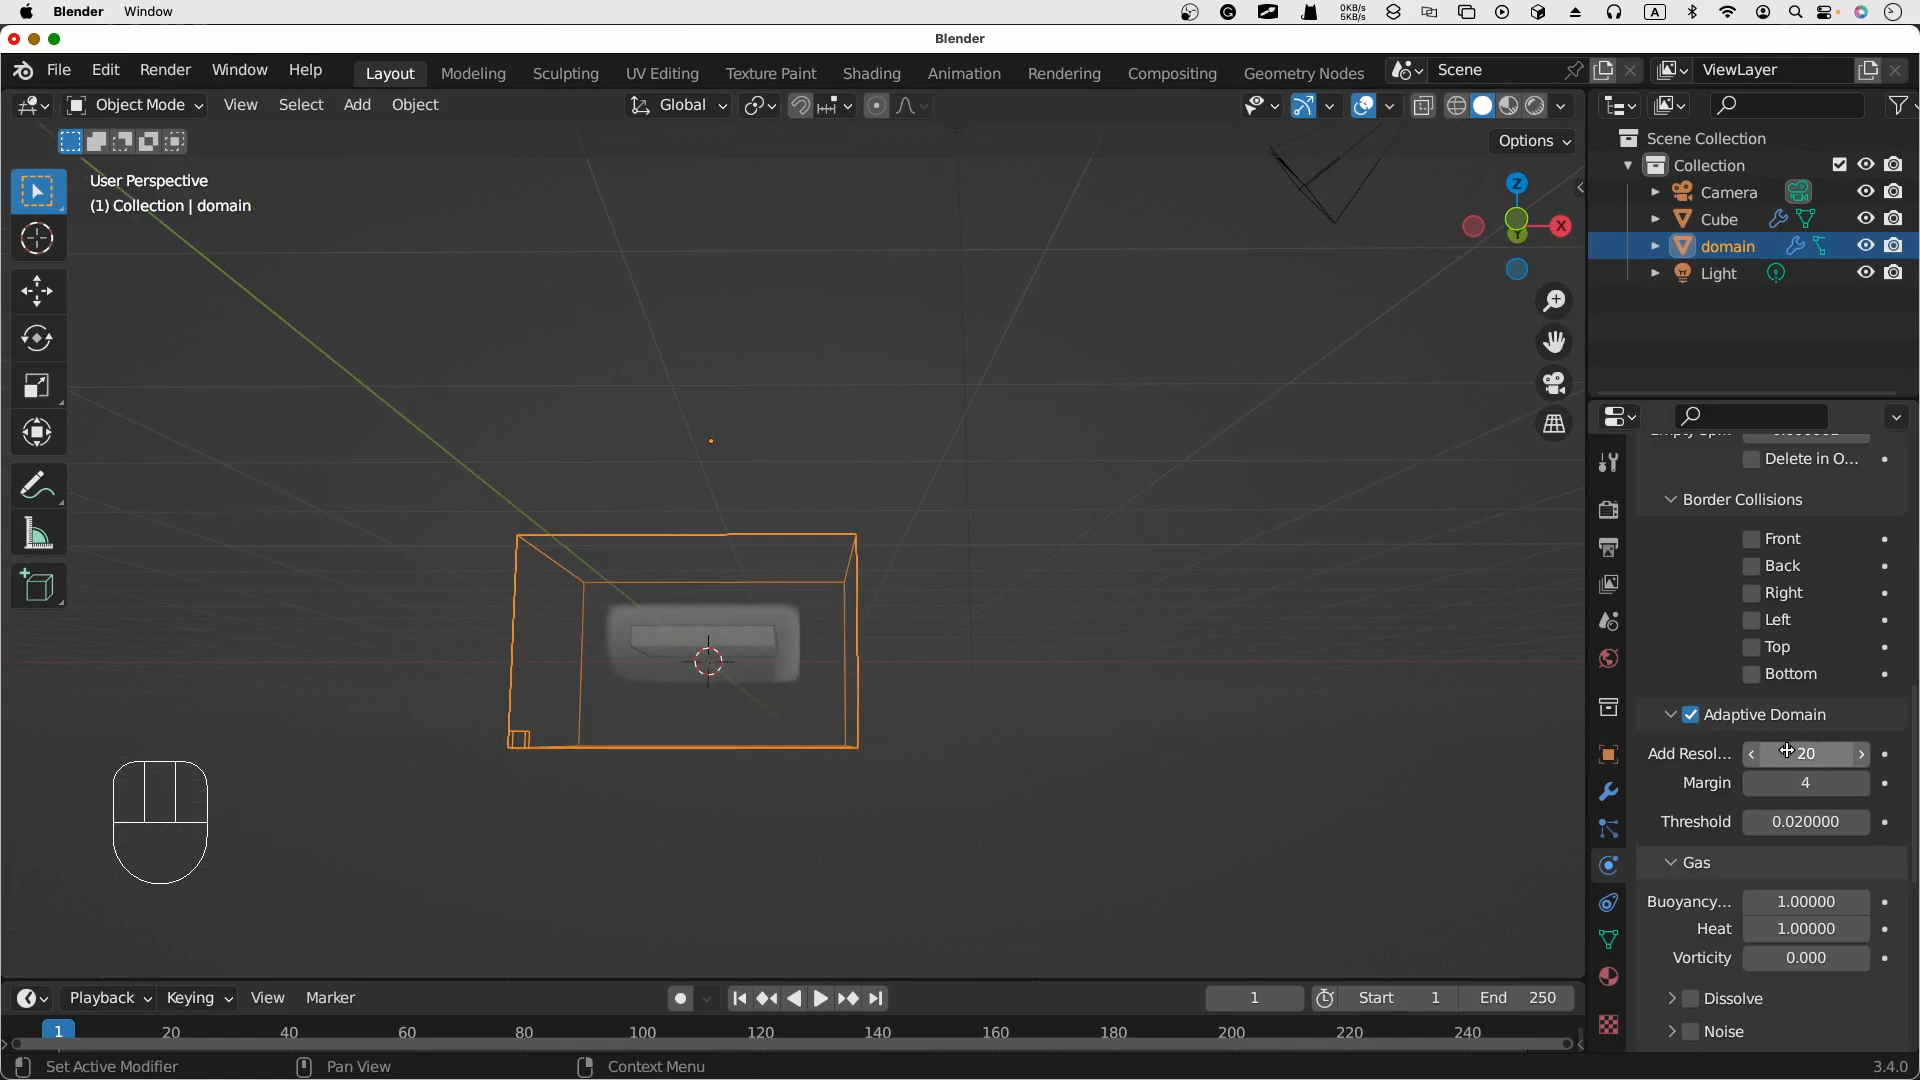 Blender Window
0KB/s
5KB/s
A
Blender
File Edit Render Window Help
Layout Modeling Sculpting UV Editing Texture Paint Shading Animation Rendering Compositing Geometry Nodes
Scene
ViewLayer
Object Mode View Select Add Object
Global
Options
User Perspective
(1) Collection | domain
Z
X
Y
Scene Collection
Collection
Camera
Cube
domain
Light
Delete in O...
Border Collisions
Front
Back
Right
Left
Top
Bottom
Adaptive Domain
Add Resol... 20
Margin 4
Threshold 0.020000
Gas
Buoyancy... 1.00000
Heat 1.00000
Vorticity 0.000
Dissolve
Noise
Playback Keying View Marker
1
Start 1
End 250
1 20 40 60 80 100 120 140 160 180 200 220 240
Set Active Modifier Pan View Context Menu
3.4.0